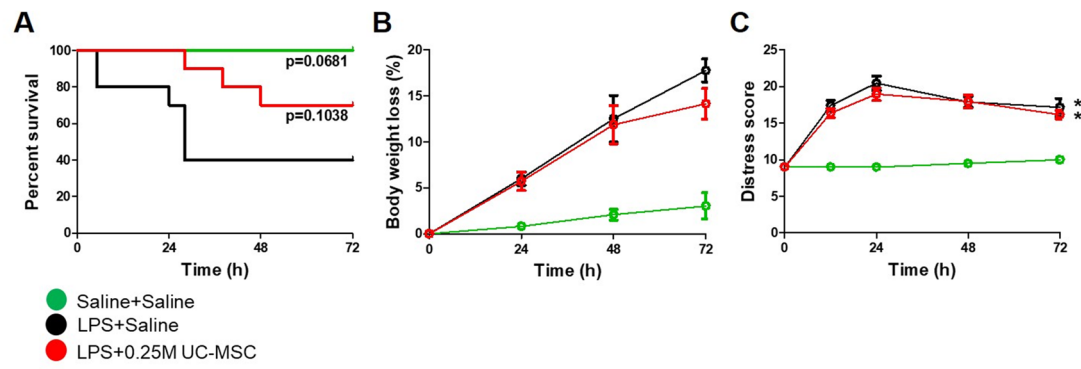 A
Percent survival
100
80
60
40
20
0
0 24 48 72
Time (h)
p=0.0681
p=0.1038
B
Body weight loss (%)
20
15
10
5
0
0 24 48 72
Time (h)
C
Distress score
25
20
15
10
5
0
0 24 48 72
Time (h)
*
*
Saline+Saline
LPS+Saline
LPS+0.25M UC-MSC